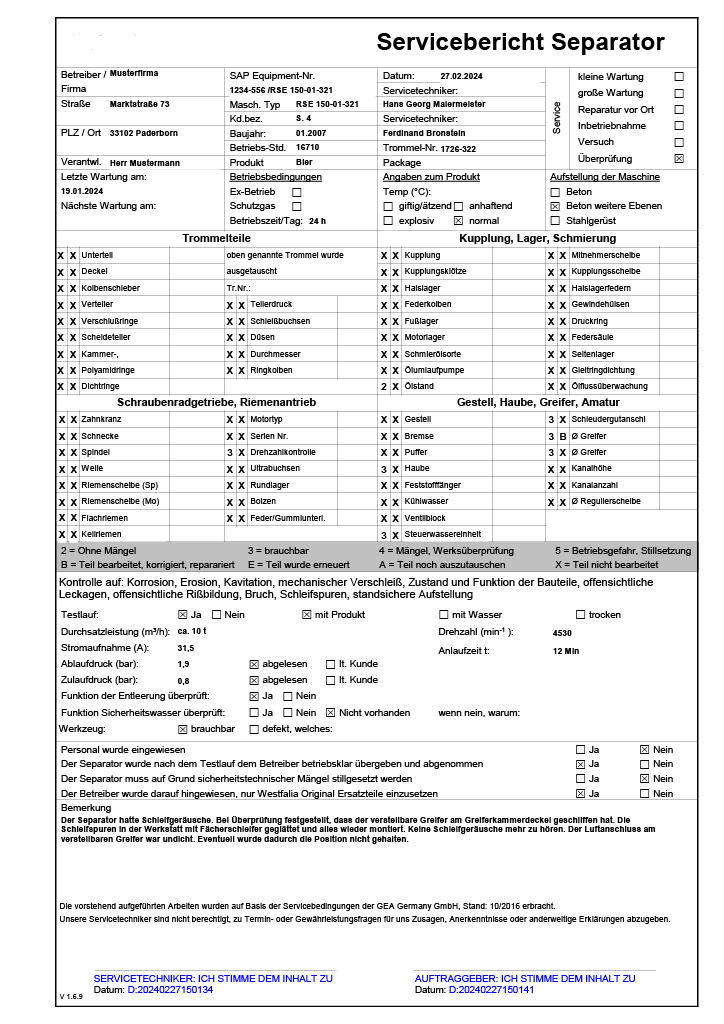 Servicebericht Separator
Betreiber / Musterfirma SAP Equipment-Nr. Datum: 27.02.2024 kleine Wartung ☐
Firma 1234-556 /RSE 150-01-321 Servicetechniker: große Wartung ☐
Straße Marktstraße 73 Masch. Typ RSE 150-01-321 Hans Georg Maiermeister Reparatur vor Ort ☐
Kd.bez. S. 4 Servicetechniker: Service Inbetriebnahme ☐
PLZ / Ort 33102 Paderborn Baujahr: 01.2007 Ferdinand Bronstein Versuch ☐
Betriebs-Std. 16710 Trommel-Nr. 1726-322 Überprüfung ☒
Verantwl. Herr Mustermann Produkt Bier Package
Letzte Wartung am: Betriebsbedingungen Angaben zum Produkt Aufstellung der Maschine
19.01.2024 Ex-Betrieb ☐ Temp (°C): ☐ Beton
Nächste Wartung am: Schutzgas ☐ ☐ giftig/ätzend ☐ anhaftend ☒ Beton weitere Ebenen
Betriebszeit/Tag: 24 h ☐ explosiv ☒ normal ☐ Stahlgerüst
Trommelteile Kupplung, Lager, Schmierung
X X Unterteil oben genannte Trommel wurde X X Kupplung X X Mitnehmerscheibe
X X Deckel ausgetauscht X X Kupplungsklötze X X Kupplungsscheibe
X X Kolbenschieber Tr.Nr.: X X Halslager X X Halslagerfedern
X X Verteiler X X Tellerdruck X X Federkolben X X Gewindehülsen
X X Verschlußringe X X Schleißbuchsen X X Fußlager X X Druckring
X X Scheideteller X X Düsen X X Motorlager X X Federsäule
X X Kammer-, X X Durchmesser X X Schmierölsorte X X Seitenlager
X X Polyamidringe X X Ringkolben X X Ölumlaufpumpe X X Gleitringdichtung
X X Dichtringe 2 X Ölstand X X Ölflussüberwachung
Schraubenradgetriebe, Riemenantrieb Gestell, Haube, Greifer, Amatur
X X Zahnkranz X X Motortyp X X Gestell 3 X Schleudergutanschl
X X Schnecke X X Serien Nr. X X Bremse 3 B Ø Greifer
X X Spindel 3 X Drehzahlkontrolle X X Puffer 3 X Ø Greifer
X X Welle X X Ultrabuchsen 3 X Haube X X Kanalhöhe
X X Riemenscheibe (Sp) X X Rundlager X X Feststofffänger X X Kanalanzahl
X X Riemenscheibe (Mo) X X Bolzen X X Kühlwasser X X Ø Regulierscheibe
X X Flachriemen X X Feder/Gummiunterl. X X Ventilblock
X X Keilriemen 3 X Steuerwassereinheit
2 = Ohne Mängel 3 = brauchbar 4 = Mängel, Werksüberprüfung 5 = Betriebsgefahr, Stillsetzung
B = Teil bearbeitet, korrigiert, reparariert E = Teil wurde erneuert A = Teil noch auszutauschen X = Teil nicht bearbeitet
Kontrolle auf: Korrosion, Erosion, Kavitation, mechanischer Verschleiß, Zustand und Funktion der Bauteile, offensichtliche
Leckagen, offensichtliche Rißbildung, Bruch, Schleifspuren, standsichere Aufstellung
Testlauf: ☒ Ja ☐ Nein ☒ mit Produkt ☐ mit Wasser ☐ trocken
Durchsatzleistung (m³/h): ca. 10 t Drehzahl (min⁻¹ ): 4530
Stromaufnahme (A): 31,5 Anlaufzeit t: 12 Min
Ablaufdruck (bar): 1,9 ☒ abgelesen ☐ lt. Kunde
Zulaufdruck (bar): 0,8 ☒ abgelesen ☐ lt. Kunde
Funktion der Entleerung überprüft: ☒ Ja ☐ Nein
Funktion Sicherheitswasser überprüft: ☐ Ja ☐ Nein ☒ Nicht vorhanden wenn nein, warum:
Werkzeug: ☒ brauchbar ☐ defekt, welches:
Personal wurde eingewiesen ☐ Ja ☒ Nein
Der Separator wurde nach dem Testlauf dem Betreiber betriebsklar übergeben und abgenommen ☒ Ja ☐ Nein
Der Separator muss auf Grund sicherheitstechnischer Mängel stillgesetzt werden ☐ Ja ☒ Nein
Der Betreiber wurde darauf hingewiesen, nur Westfalia Original Ersatzteile einzusetzen ☒ Ja ☐ Nein
Bemerkung
Der Separator hatte Schleifgeräusche. Bei Überprüfung festgestellt, dass der verstellbare Greifer am Greiferkammerdeckel geschliffen hat. Die
Schleifspuren in der Werkstatt mit Fächerschleifer geglättet und alles wieder montiert. Keine Schleifgeräusche mehr zu hören. Der Luftanschluss am
verstellbaren Greifer war undicht. Eventuell wurde dadurch die Position nicht gehalten.
Die vorstehend aufgeführten Arbeiten wurden auf Basis der Servicebedingungen der GEA Germany GmbH, Stand: 10/2016 erbracht.
Unsere Servicetechniker sind nicht berechtigt, zu Termin- oder Gewährleistungsfragen für uns Zusagen, Anerkenntnisse oder anderweitige Erklärungen abzugeben.
SERVICETECHNIKER: ICH STIMME DEM INHALT ZU AUFTRAGGEBER: ICH STIMME DEM INHALT ZU
Datum: D:20240227150134 Datum: D:20240227150141
V 1.6.9